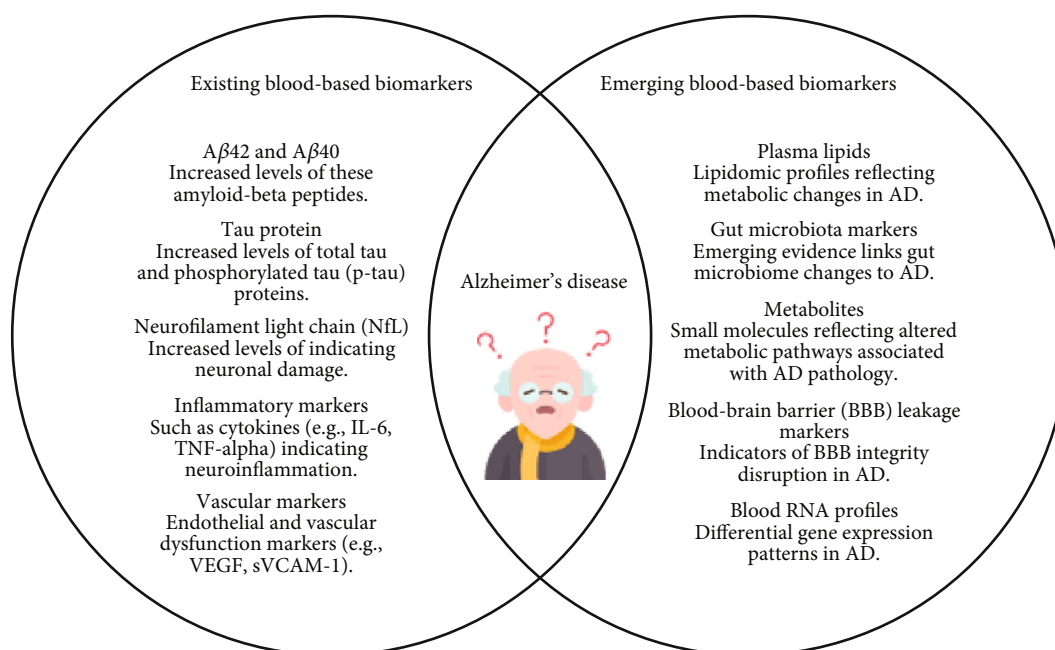 Existing blood-based biomarkers
Aβ42 and Aβ40
Increased levels of these
amyloid-beta peptides.
Tau protein
Increased levels of total tau
and phosphorylated tau (p-tau)
proteins.
Neurofilament light chain (NfL)
Increased levels of indicating
neuronal damage.
Inflammatory markers
Such as cytokines (e.g., IL-6,
TNF-alpha) indicating
neuroinflammation.
Vascular markers
Endothelial and vascular
dysfunction markers (e.g.,
VEGF, sVCAM-1).
Alzheimer's disease
? ? ?
Emerging blood-based biomarkers
Plasma lipids
Lipidomic profiles reflecting
metabolic changes in AD.
Gut microbiota markers
Emerging evidence links gut
microbiome changes to AD.
Metabolites
Small molecules reflecting altered
metabolic pathways associated
with AD pathology.
Blood-brain barrier (BBB) leakage
markers
Indicators of BBB integrity
disruption in AD.
Blood RNA profiles
Differential gene expression
patterns in AD.